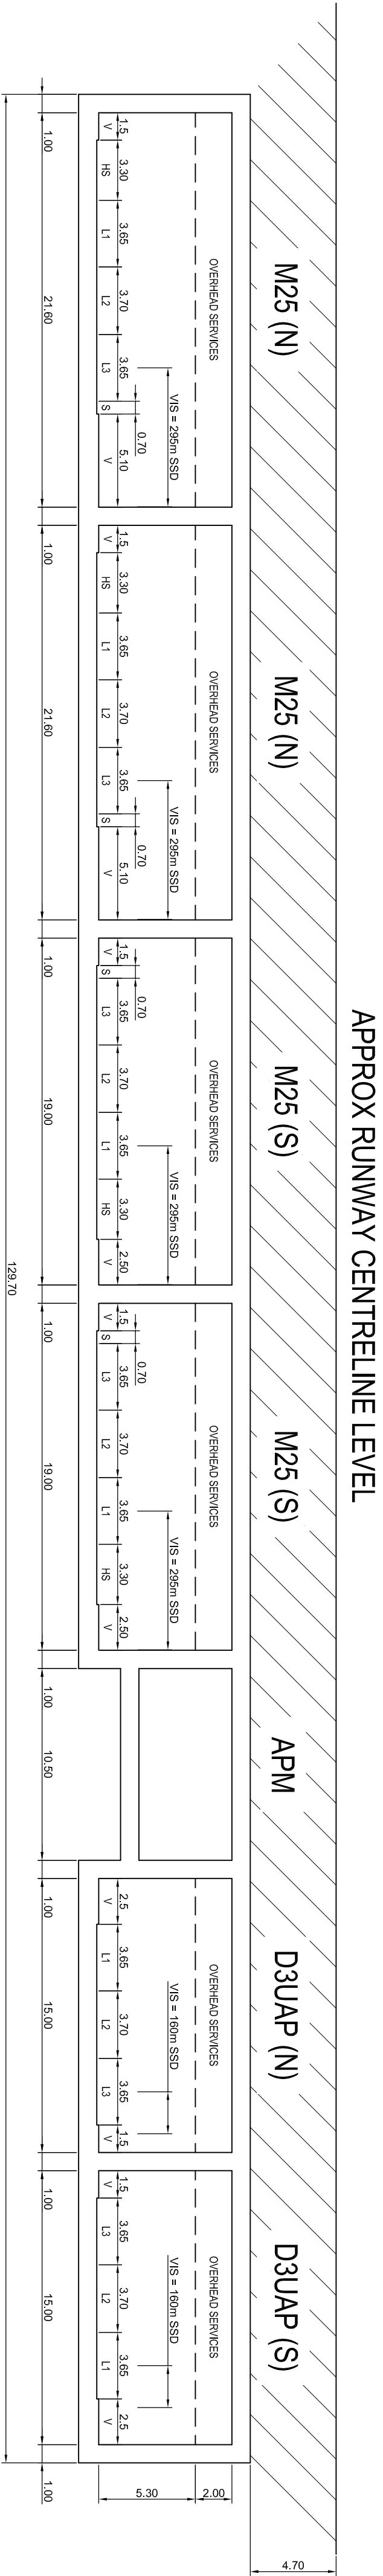 APPROX RUNWAY CENTRELINE LEVEL
M25 (N)
M25 (N)
M25 (S)
M25 (S)
APM
D3UAP (N)
D3UAP (S)
4.70
OVERHEAD SERVICES
OVERHEAD SERVICES
OVERHEAD SERVICES
OVERHEAD SERVICES
OVERHEAD SERVICES
OVERHEAD SERVICES
2.00
5.30
VIS = 295m SSD
VIS = 295m SSD
VIS = 295m SSD
VIS = 295m SSD
VIS = 160m SSD
VIS = 160m SSD
0.70
0.70
0.70
0.70
1.5 3.30 3.65 3.70 3.65 5.10
1.5 3.30 3.65 3.70 3.65 5.10
1.5 3.65 3.70 3.65 3.30 2.50
1.5 3.65 3.70 3.65 3.30 2.50
2.5 3.65 3.70 3.65 1.5
1.5 3.65 3.70 3.65 2.5
V HS L1 L2 L3 S V
V HS L1 L2 L3 S V
V S L3 L2 L1 HS V
V S L3 L2 L1 HS V
V L1 L2 L3 V
V L3 L2 L1 V
1.00 21.60 1.00 21.60 1.00 19.00 1.00 19.00 1.00 10.50 1.00 15.00 1.00 15.00 1.00
129.70